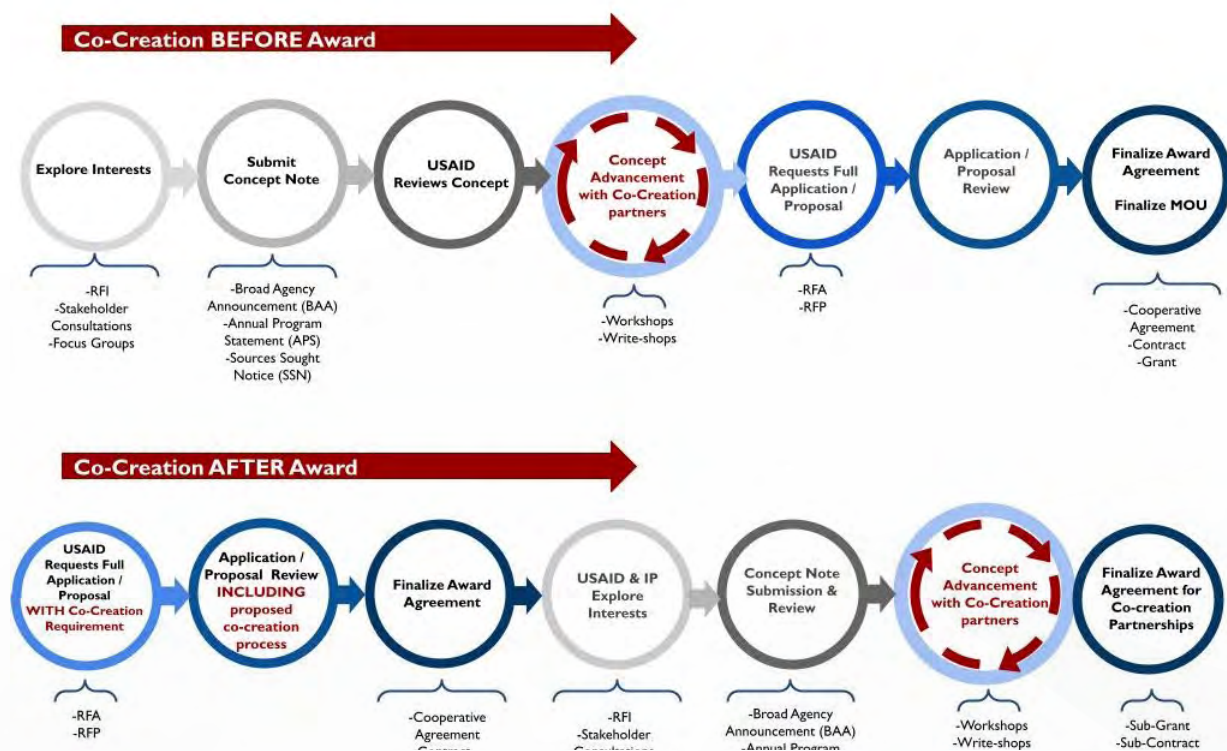 Co-Creation BEFORE Award
Explore Interests
Submit
Concept Note
USAID
Reviews Concept
Concept
Advancement
with Co-Creation
partners
USAID
Requests Full
Application /
Proposal
Application /
Proposal
Review
Finalize Award
Agreement
Finalize MOU
-RFI
-Stakeholder
Consultations
-Focus Groups
-Broad Agency
Announcement (BAA)
-Annual Program
Statement (APS)
-Sources Sought
Notice (SSN)
-Workshops
-Write-shops
-RFA
-RFP
-Cooperative
Agreement
-Contract
-Grant
Co-Creation AFTER Award
USAID
Requests Full
Application /
Proposal
WITH Co-Creation
Requirement
Application /
Proposal Review
INCLUDING
proposed
co-creation
process
Finalize Award
Agreement
USAID & IP
Explore
Interests
Concept Note
Submission &
Review
Concept
Advancement
with Co-Creation
partners
Finalize Award
Agreement for
Co-creation
Partnerships
-RFA
-RFP
-Cooperative
Agreement
-RFI
-Stakeholder
-Broad Agency
Announcement (BAA)
-Annual Program
-Workshops
-Write-shops
-Sub-Grant
-Sub-Contract